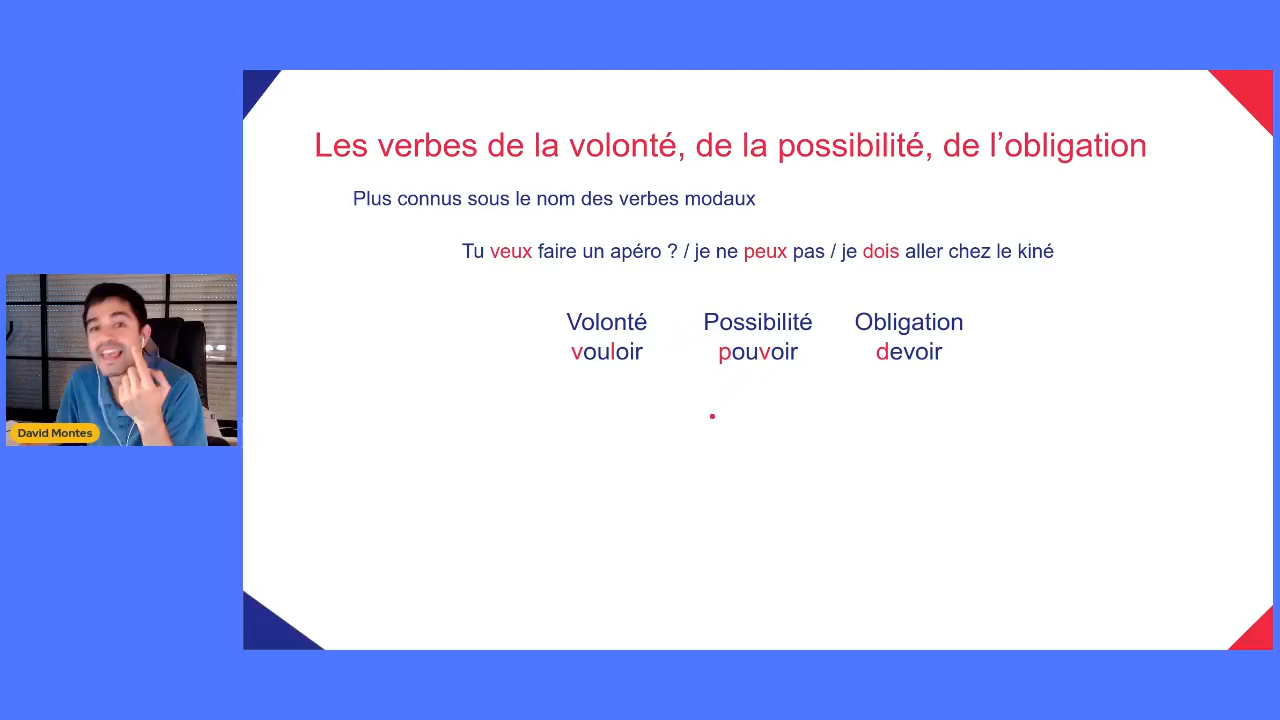 Les verbes de la volonté, de la possibilité, de l’obligation
Plus connus sous le nom des verbes modaux
Tu veux faire un apéro ? / je ne peux pas / je dois aller chez le kiné
Volonté Possibilité Obligation
vouloir pouvoir devoir
David Montes